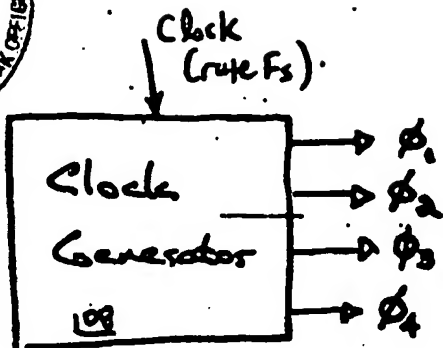 Clock
(rate Fs)
Clock
Generator
108
Φ1
Φ2
Φ3
Φ4